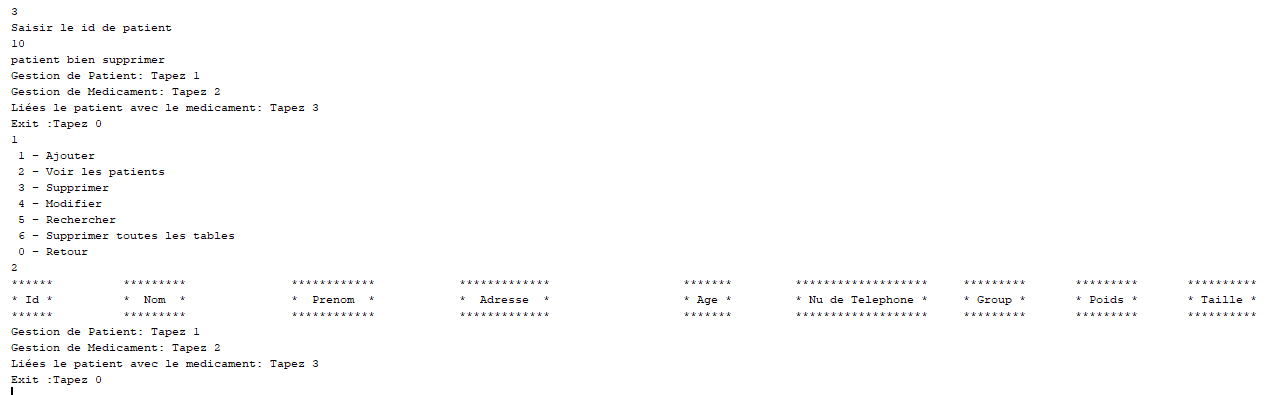 3
Saisir le id de patient
10
patient bien supprimer
Gestion de Patient: Tapez 1
Gestion de Medicament: Tapez 2
Liées le patient avec le medicament: Tapez 3
Exit :Tapez 0
1
1 - Ajouter
2 - Voir les patients
3 - Supprimer
4 - Modifier
5 - Rechercher
6 - Supprimer toutes les tables
0 - Retour
2
****** ********* ************ ************* ******* ******************* ********* ********* **********
* Id * * Nom * * Prenom * * Adresse * * Age * * Nu de Telephone * * Group * * Poids * * Taille *
****** ********* ************ ************* ******* ******************* ********* ********* **********
Gestion de Patient: Tapez 1
Gestion de Medicament: Tapez 2
Liées le patient avec le medicament: Tapez 3
Exit :Tapez 0